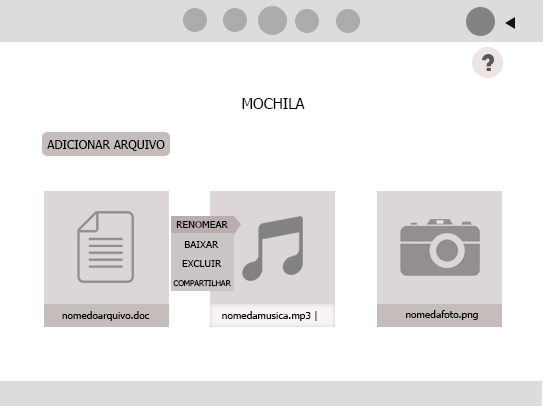 ?
MOCHILA
ADICIONAR ARQUIVO
RENOMEAR
BAIXAR
EXCLUIR
COMPARTILHAR
nomedoarquivo.doc
nomedamusica.mp3 |
nomedafoto.png